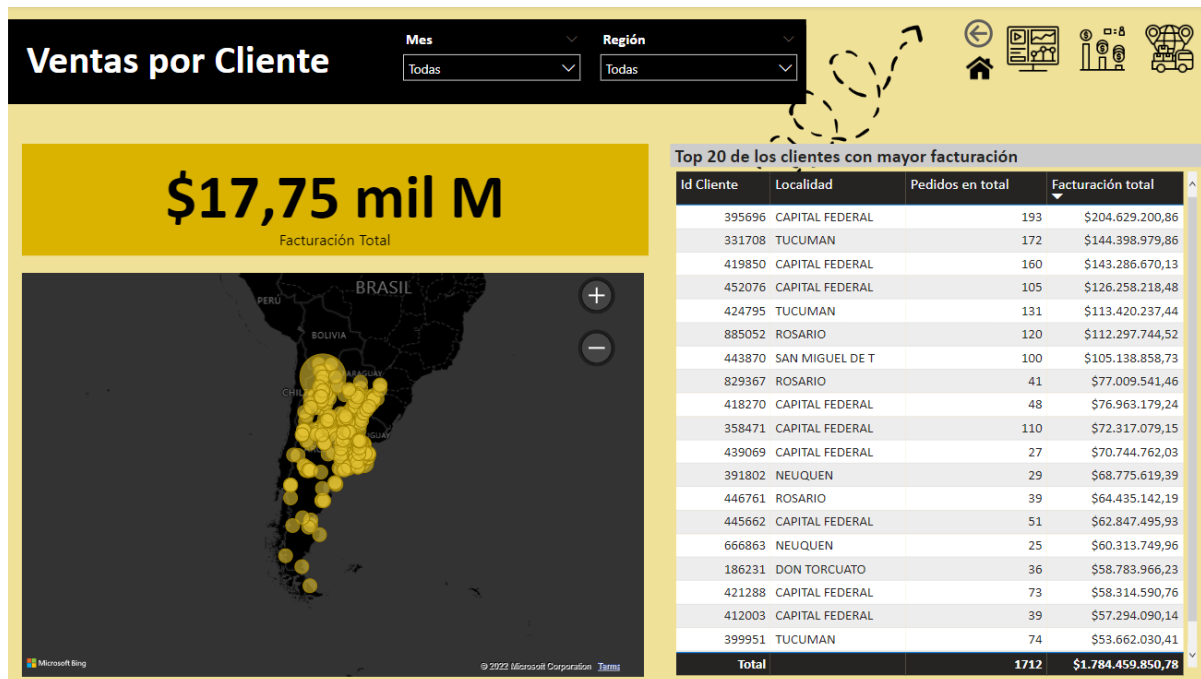 Ventas por Cliente
Mes
Todas
Región
Todas
$17,75 mil M
Facturación Total
BRASIL
PERÚ
BOLIVIA
PARAGUAY
CHIL
UGUAY
Microsoft Bing
© 2022 Microsoft Corporation Terms
Top 20 de los clientes con mayor facturación
Id Cliente Localidad Pedidos en total Facturación total
395696 CAPITAL FEDERAL 193 $204.629.200,86
331708 TUCUMAN 172 $144.398.979,86
419850 CAPITAL FEDERAL 160 $143.286.670,13
452076 CAPITAL FEDERAL 105 $126.258.218,48
424795 TUCUMAN 131 $113.420.237,44
885052 ROSARIO 120 $112.297.744,52
443870 SAN MIGUEL DE T 100 $105.138.858,73
829367 ROSARIO 41 $77.009.541,46
418270 CAPITAL FEDERAL 48 $76.963.179,24
358471 CAPITAL FEDERAL 110 $72.317.079,15
439069 CAPITAL FEDERAL 27 $70.744.762,03
391802 NEUQUEN 29 $68.775.619,39
446761 ROSARIO 39 $64.435.142,19
445662 CAPITAL FEDERAL 51 $62.847.495,93
666863 NEUQUEN 25 $60.313.749,96
186231 DON TORCUATO 36 $58.783.966,23
421288 CAPITAL FEDERAL 73 $58.314.590,76
412003 CAPITAL FEDERAL 39 $57.294.090,14
399951 TUCUMAN 74 $53.662.030,41
Total 1712 $1.784.459.850,78